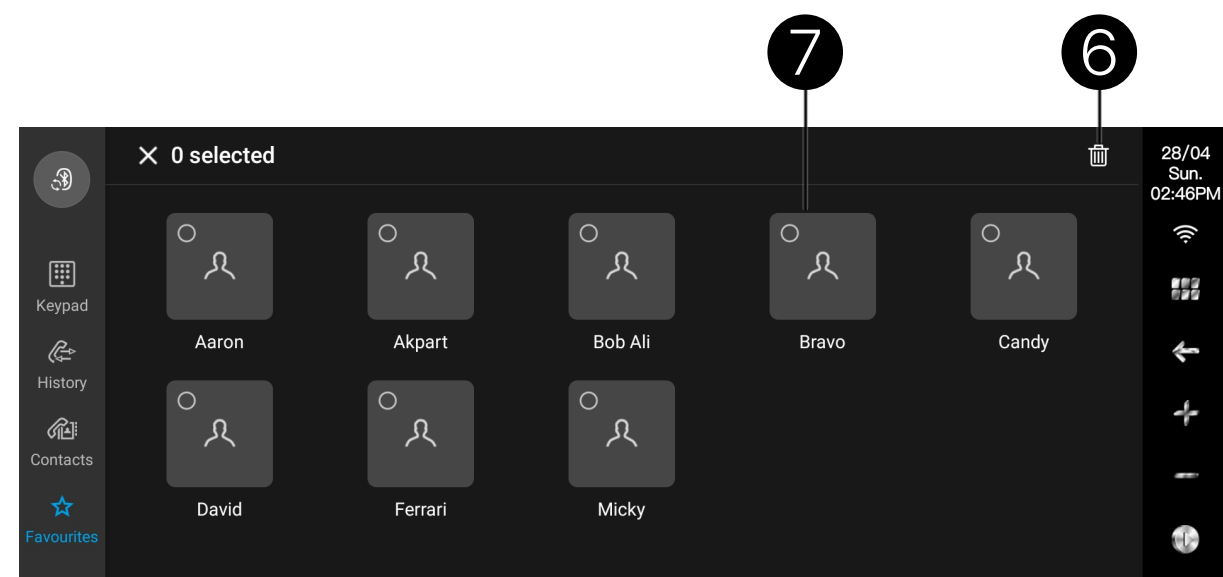 7
6
0 selected
28/04
Sun.
02:46PM
Keypad
History
Contacts
Favourites
Aaron
Akpart
Bob Ali
Bravo
Candy
David
Ferrari
Micky